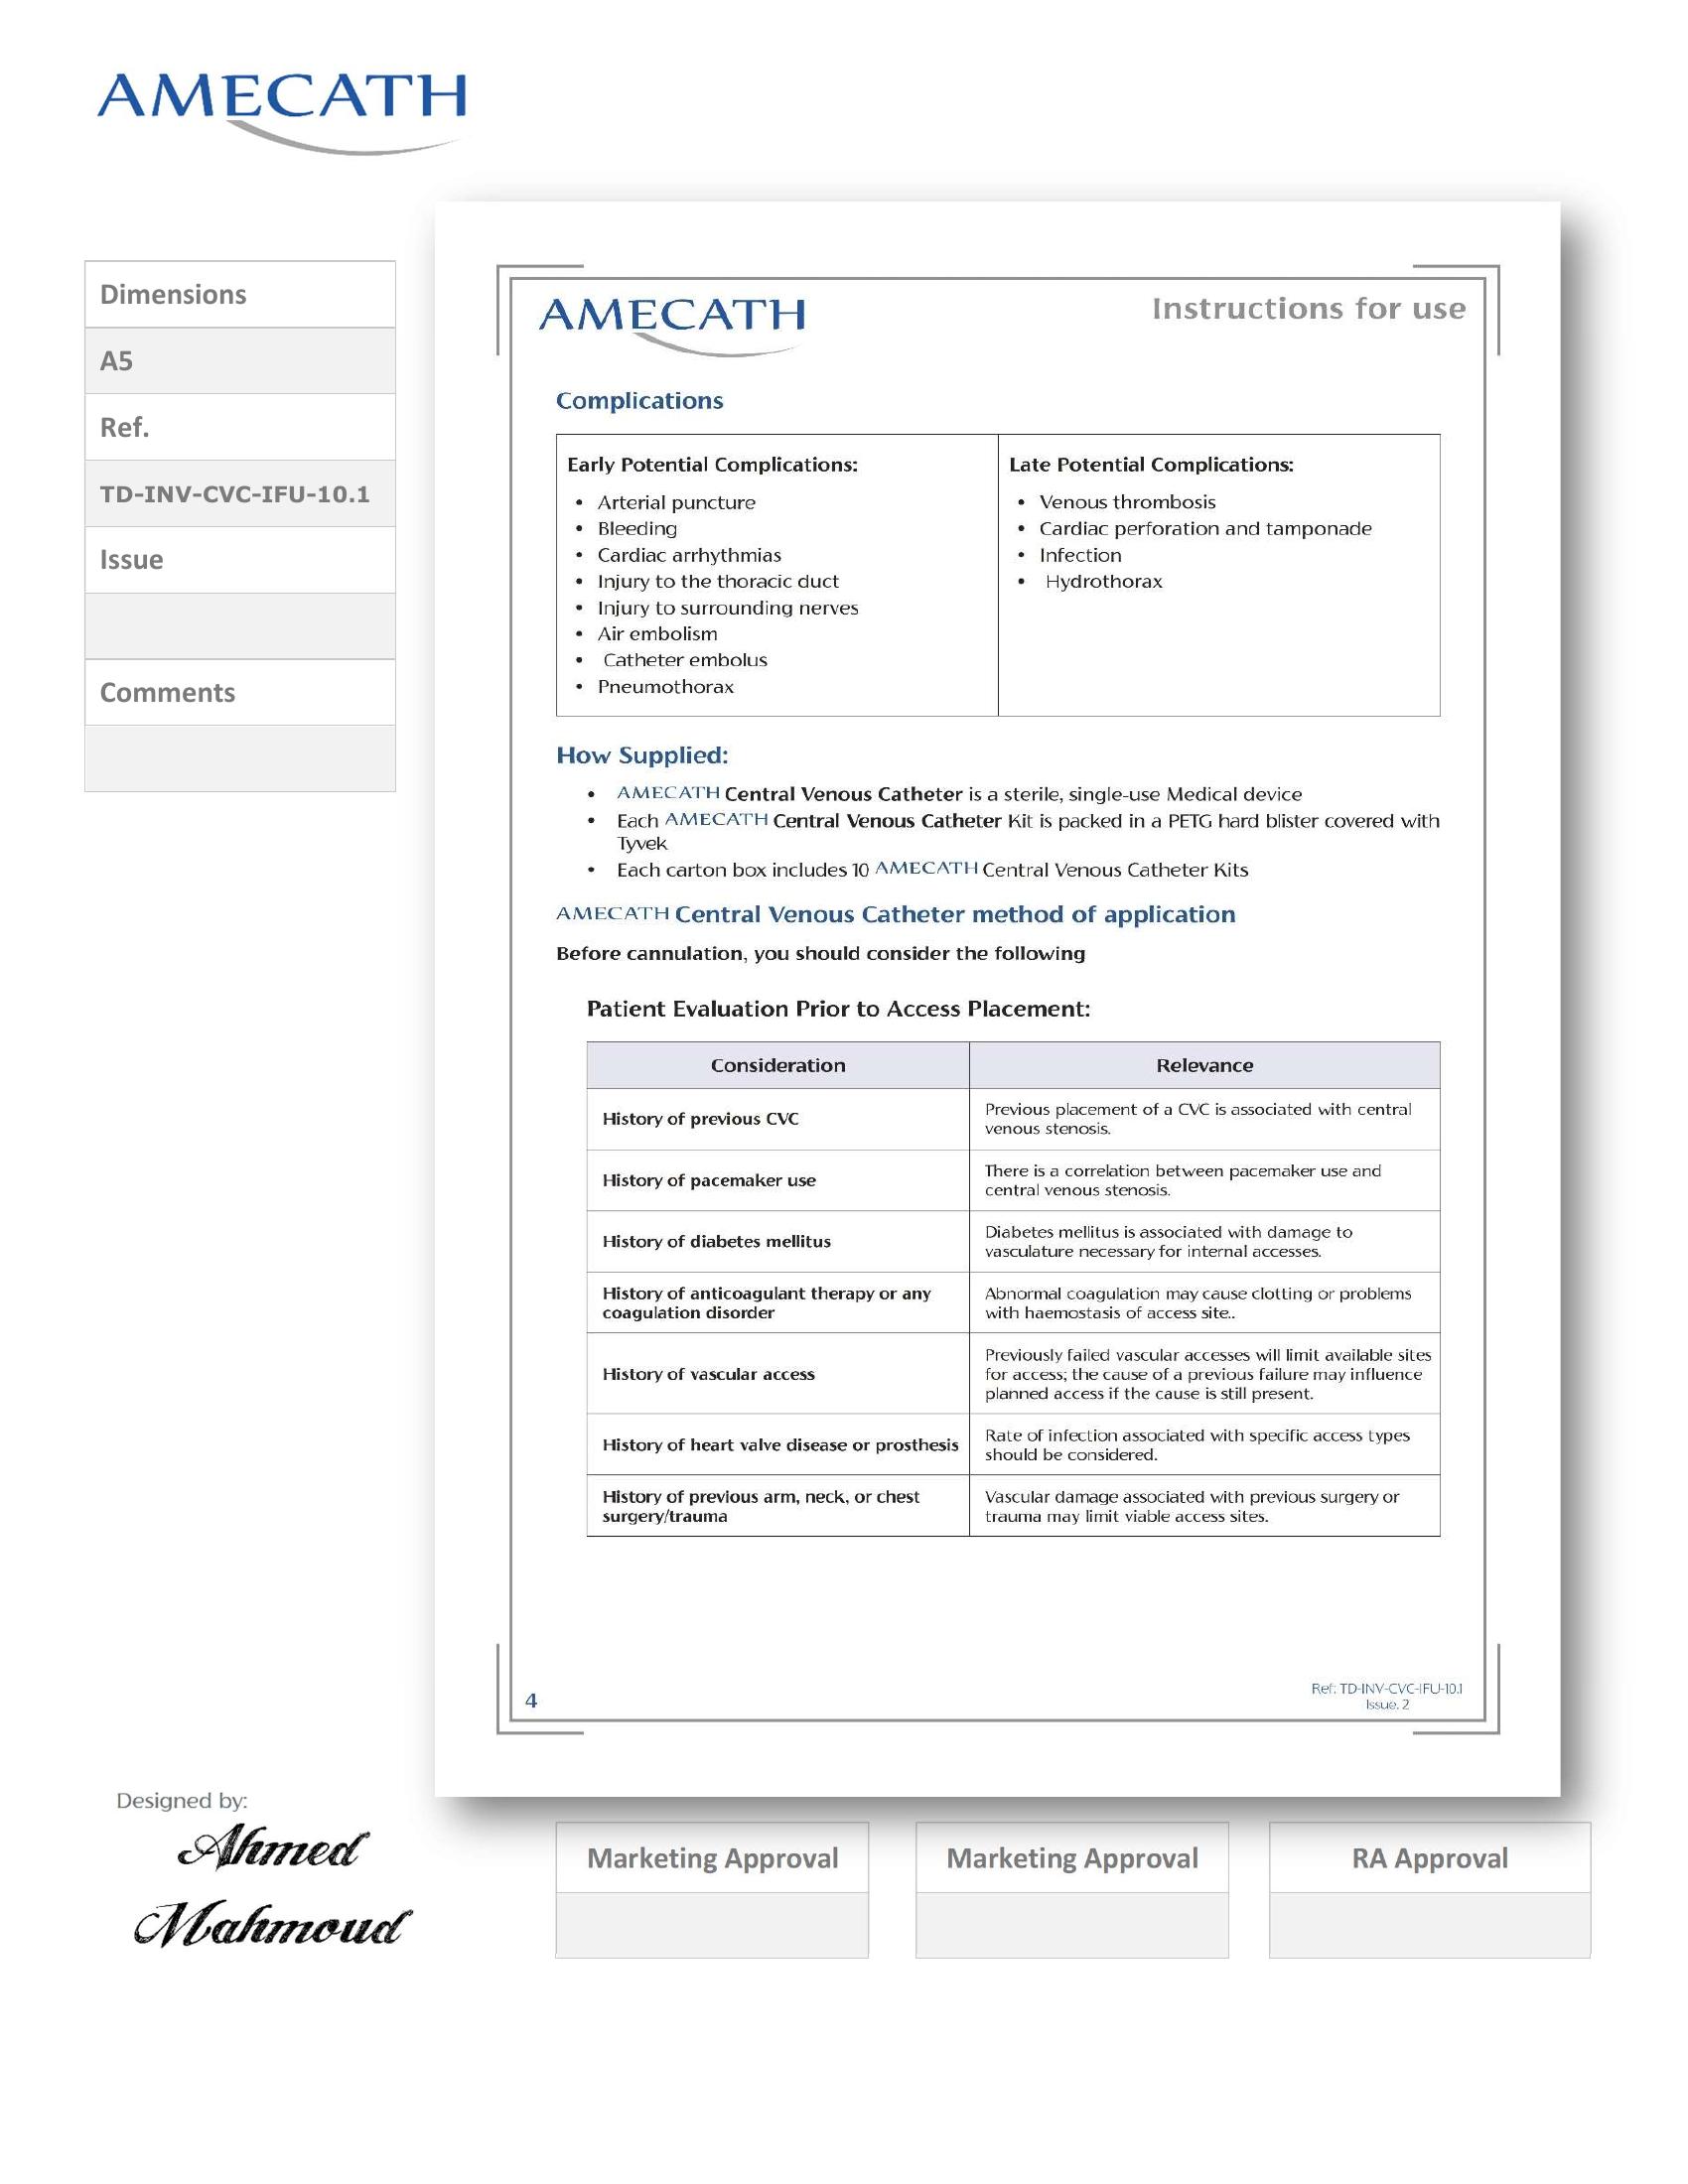 AMECATH
Dimensions
A5
Ref.
TD-INV-CVC-IFU-10.1
Issue
Comments
AMECATH
Instructions for use
Complications
Early Potential Complications:
• Arterial puncture
• Bleeding
• Cardiac arrhythmias
• Injury to the thoracic duct
• Injury to surrounding nerves
• Air embolism
• Catheter embolus
• Pneumothorax
Late Potential Complications:
• Venous thrombosis
• Cardiac perforation and tamponade
• Infection
• Hydrothorax
How Supplied:
• AMECATH Central Venous Catheter is a sterile, single-use Medical device
• Each AMECATH Central Venous Catheter Kit is packed in a PETG hard blister covered with
Tyvek
• Each carton box includes 10 AMECATH Central Venous Catheter Kits
AMECATH Central Venous Catheter method of application
Before cannulation, you should consider the following
Patient Evaluation Prior to Access Placement:
Consideration
Relevance
History of previous CVC
Previous placement of a CVC is associated with central
venous stenosis.
History of pacemaker use
There is a correlation between pacemaker use and
central venous stenosis.
History of diabetes mellitus
Diabetes mellitus is associated with damage to
vasculature necessary for internal accesses.
History of anticoagulant therapy or any
coagulation disorder
Abnormal coagulation may cause clotting or problems
with haemostasis of access site..
History of vascular access
Previously failed vascular accesses will limit available sites
for access; the cause of a previous failure may influence
planned access if the cause is still present.
History of heart valve disease or prosthesis
Rate of infection associated with specific access types
should be considered.
History of previous arm, neck, or chest
surgery/trauma
Vascular damage associated with previous surgery or
trauma may limit viable access sites.
4
Ref: TD-INV-CVC-IFU-10.1
Issue. 2
Designed by:
Ahmed
Mahmoud
Marketing Approval
Marketing Approval
RA Approval